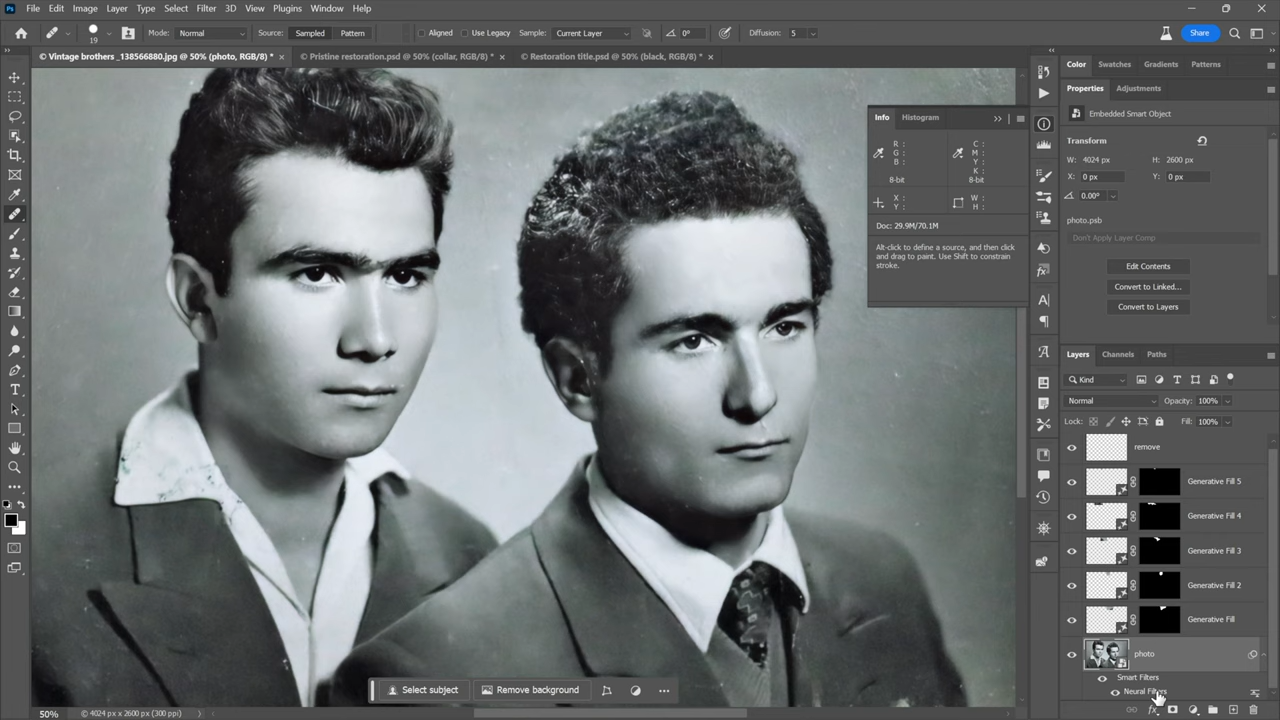 Ps File Edit Image Layer Type Select Filter 3D View Plugins Window Help
19 Mode: Normal Source: Sampled Pattern Aligned Use Legacy Sample: Current Layer 0° Diffusion: 5 Share
× Vintage brothers _138566880.jpg @ 50% (photo, RGB/8) * × Pristine restoration.psd @ 50% (collar, RGB/8) * × Restoration title.psd @ 50% (black, RGB/8) * ×
Color Swatches Gradients Patterns
Properties Adjustments
Embedded Smart Object
Transform
W: 4024 px H: 2600 px
X: 0 px Y: 0 px
0.00°
photo.psb
Don't Apply Layer Comp
Edit Contents
Convert to Linked...
Convert to Layers
Info Histogram
R : C :
G : M :
B : Y :
K :
8-bit 8-bit
X : W :
Y : H :
Doc: 29.9M/70.1M
Alt-click to define a source, and then click
and drag to paint. Use Shift to constrain
stroke.
Layers Channels Paths
Kind
Normal Opacity: 100%
Lock: Fill: 100%
remove
Generative Fill 5
Generative Fill 4
Generative Fill 3
Generative Fill 2
Generative Fill
photo
Smart Filters
Neural Filters
fx
Select subject Remove background ...
50% 4024 px x 2600 px (300 ppi)